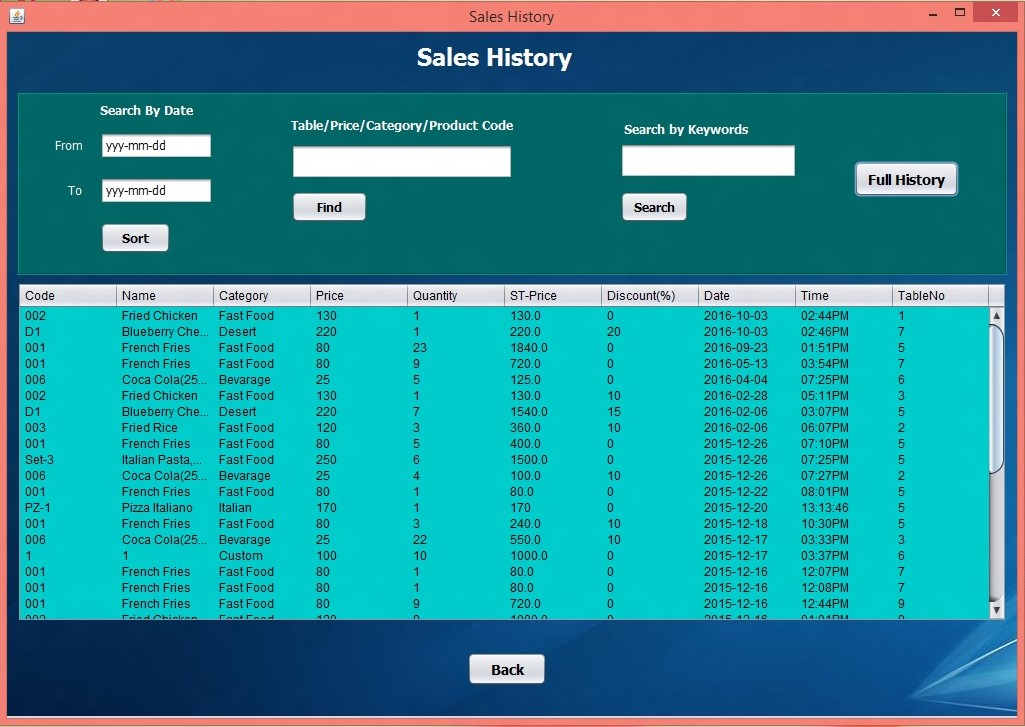 Sales History
Sales History
Search By Date
From yyy-mm-dd
To yyy-mm-dd
Sort
Table/Price/Category/Product Code
Find
Search by Keywords
Search
Full History
Code Name Category Price Quantity ST-Price Discount(%) Date Time TableNo
002 Fried Chicken Fast Food 130 1 130.0 0 2016-10-03 02:44PM 1
D1 Blueberry Che... Desert 220 1 220.0 20 2016-10-03 02:46PM 7
001 French Fries Fast Food 80 23 1840.0 0 2016-09-23 01:51PM 5
001 French Fries Fast Food 80 9 720.0 0 2016-05-13 03:54PM 7
006 Coca Cola(25... Bevarage 25 5 125.0 0 2016-04-04 07:25PM 6
002 Fried Chicken Fast Food 130 1 130.0 10 2016-02-28 05:11PM 3
D1 Blueberry Che... Desert 220 7 1540.0 15 2016-02-06 03:07PM 5
003 Fried Rice Fast Food 120 3 360.0 10 2016-02-06 06:07PM 2
001 French Fries Fast Food 80 5 400.0 0 2015-12-26 07:10PM 5
Set-3 Italian Pasta,... Fast Food 250 6 1500.0 0 2015-12-26 07:25PM 5
006 Coca Cola(25... Bevarage 25 4 100.0 10 2015-12-26 07:27PM 2
001 French Fries Fast Food 80 1 80.0 0 2015-12-22 08:01PM 5
PZ-1 Pizza Italiano Italian 170 1 170 0 2015-12-20 13:13:46 5
001 French Fries Fast Food 80 3 240.0 10 2015-12-18 10:30PM 5
006 Coca Cola(25... Bevarage 25 22 550.0 10 2015-12-17 03:33PM 3
1 1 Custom 100 10 1000.0 0 2015-12-17 03:37PM 6
001 French Fries Fast Food 80 1 80.0 0 2015-12-16 12:07PM 7
001 French Fries Fast Food 80 1 80.0 0 2015-12-16 12:08PM 7
001 French Fries Fast Food 80 9 720.0 0 2015-12-16 12:44PM 9
Fried Chicken Fast Food
Back